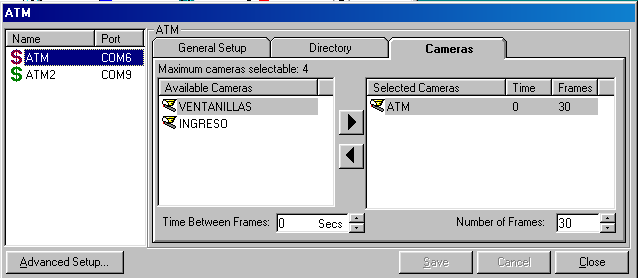 ATM
Name Port
ATM COM6
ATM2 COM9
ATM
General Setup Directory Cameras
Maximum cameras selectable: 4
Available Cameras
VENTANILLAS
INGRESO
Selected Cameras Time Frames
ATM 0 30
Time Between Frames: 0 Secs
Number of Frames: 30
Advanced Setup... Save Cancel Close